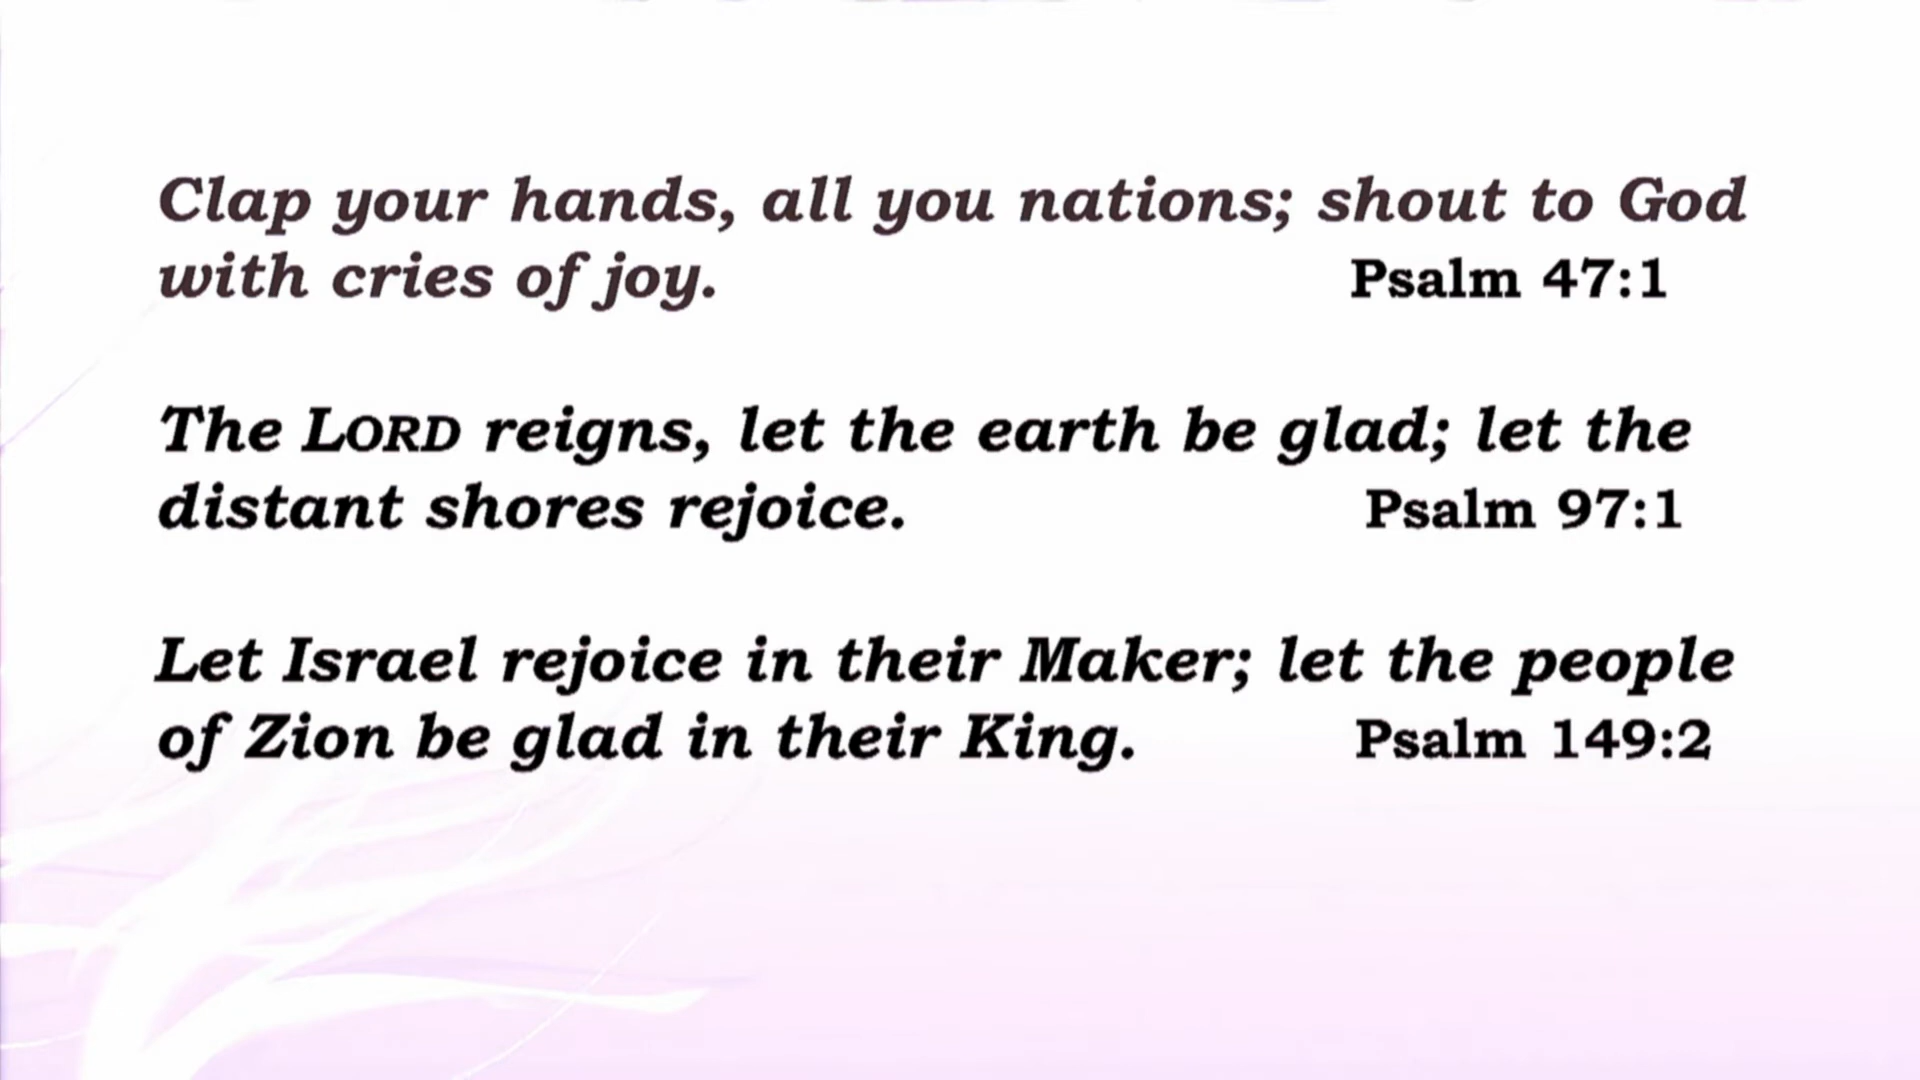 Clap your hands, all you nations; shout to God
with cries of joy. Psalm 47:1
The LORD reigns, let the earth be glad; let the
distant shores rejoice. Psalm 97:1
Let Israel rejoice in their Maker; let the people
of Zion be glad in their King. Psalm 149:2